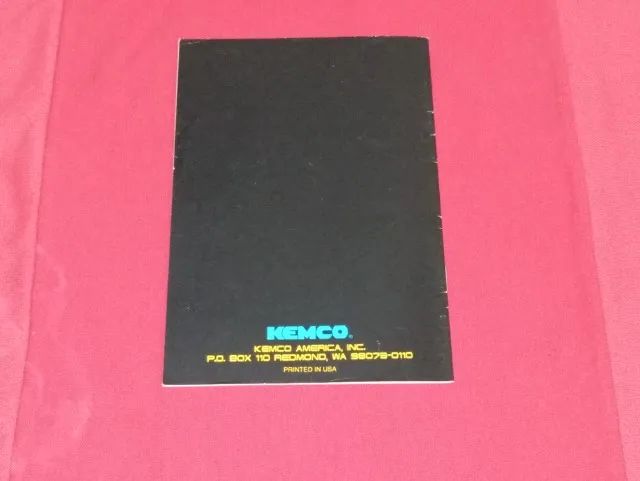 KEMCO®
KEMCO AMERICA, INC.
P.O. BOX 110 REDMOND, WA 98073-0110
PRINTED IN USA